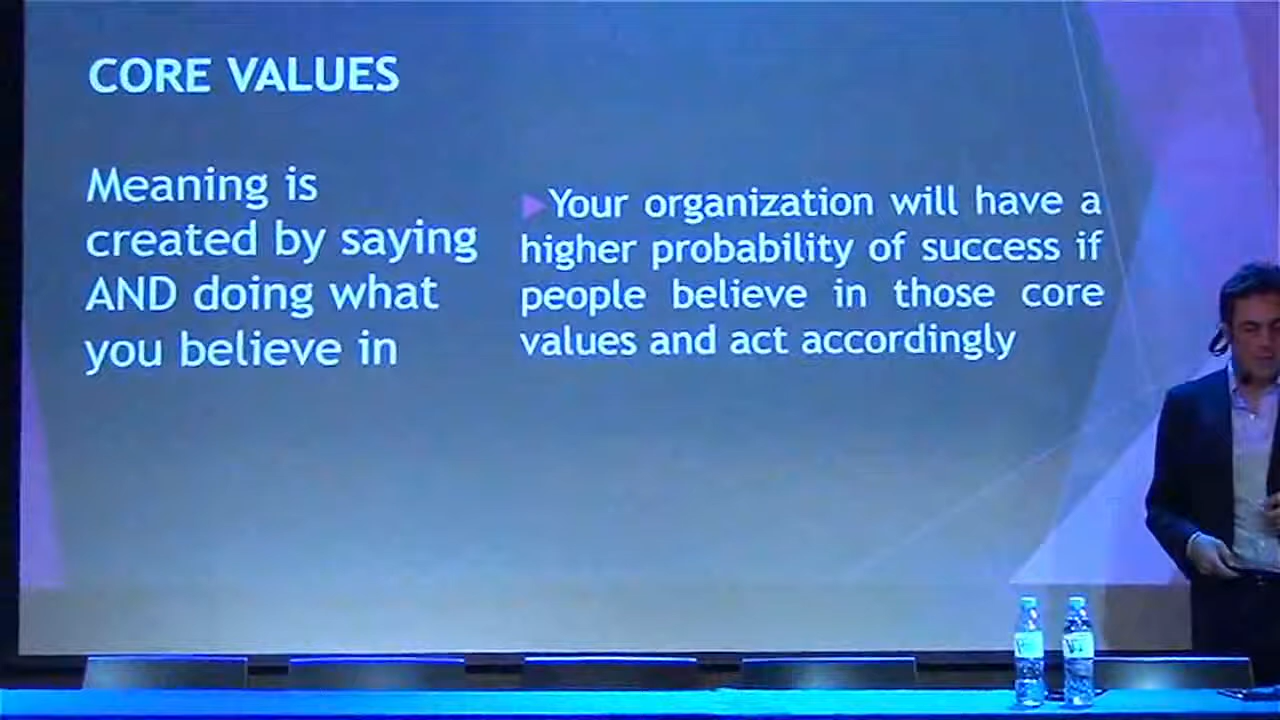 CORE VALUES
Meaning is
created by saying
AND doing what
you believe in
Your organization will have a
higher probability of success if
people believe in those core
values and act accordingly